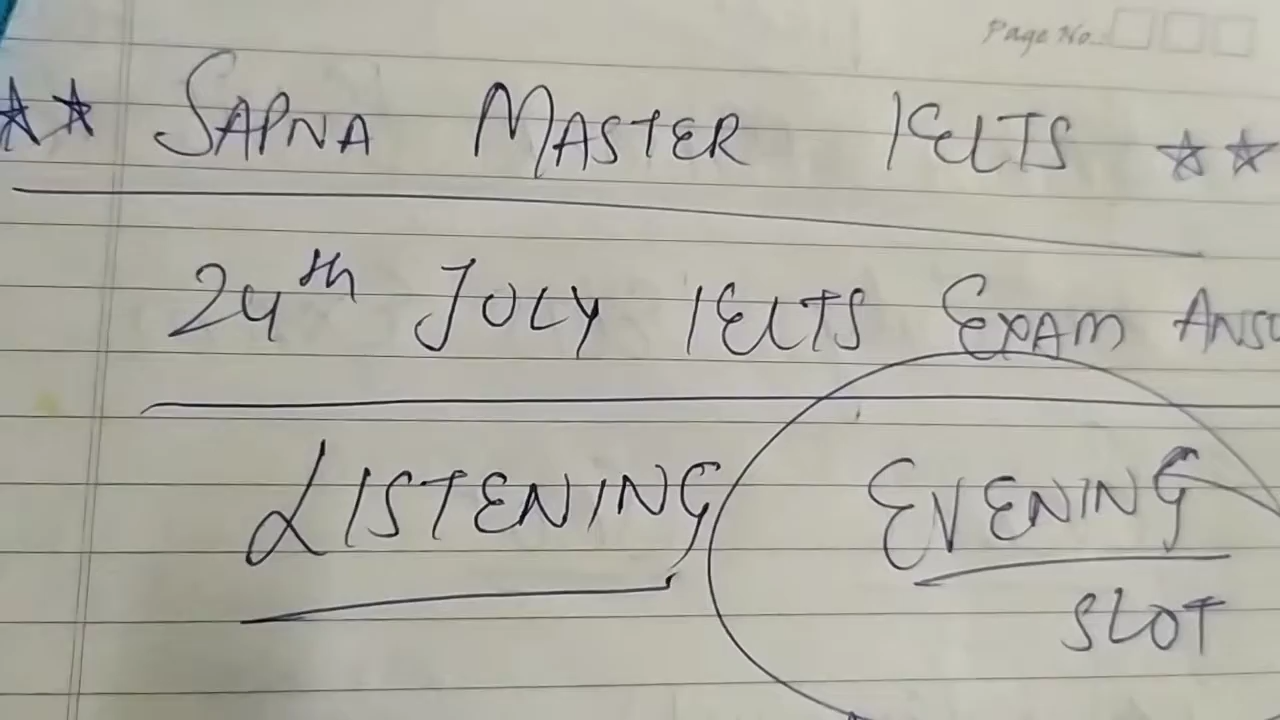 Page No.:
☆☆ SAPNA MASTER IELTS ☆☆
24th JULY IELTS EXAM
LISTENING EVENING
SLOT